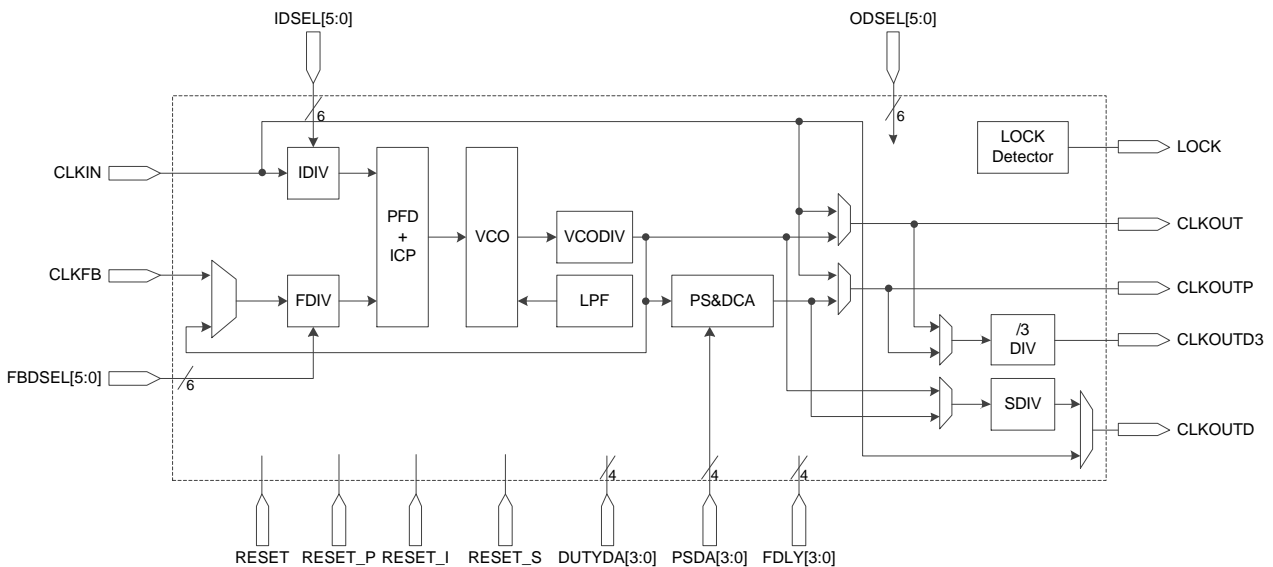 IDSEL[5:0]
ODSEL[5:0]
6
6
LOCK
Detector
LOCK
CLKIN
IDIV
PFD
+
ICP
VCO
VCODIV
CLKOUT
CLKFB
FDIV
LPF
PS&DCA
CLKOUTP
/3
DIV
CLKOUTD3
FBDSEL[5:0]
6
SDIV
CLKOUTD
4
4
4
RESET
RESET_P
RESET_I
RESET_S
DUTYDA[3:0]
PSDA[3:0]
FDLY[3:0]